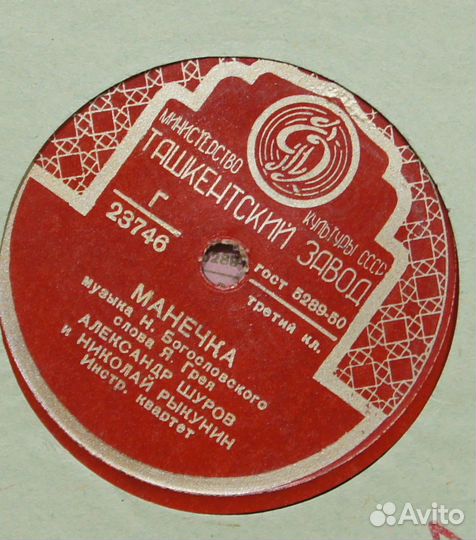 МИНИСТЕРСТВО КУЛЬТУРЫ СССР
ТАШКЕНТСКИЙ ЗАВОД
Г
23746
ГОСТ 5289-50
третий кл.
МАНЕЧКА
музыка Н. Богословского
слова Я. Грея
АЛЕКСАНДР ШУРОВ
и НИКОЛАЙ РЫКУНИН
Инстр. квартет
Avito